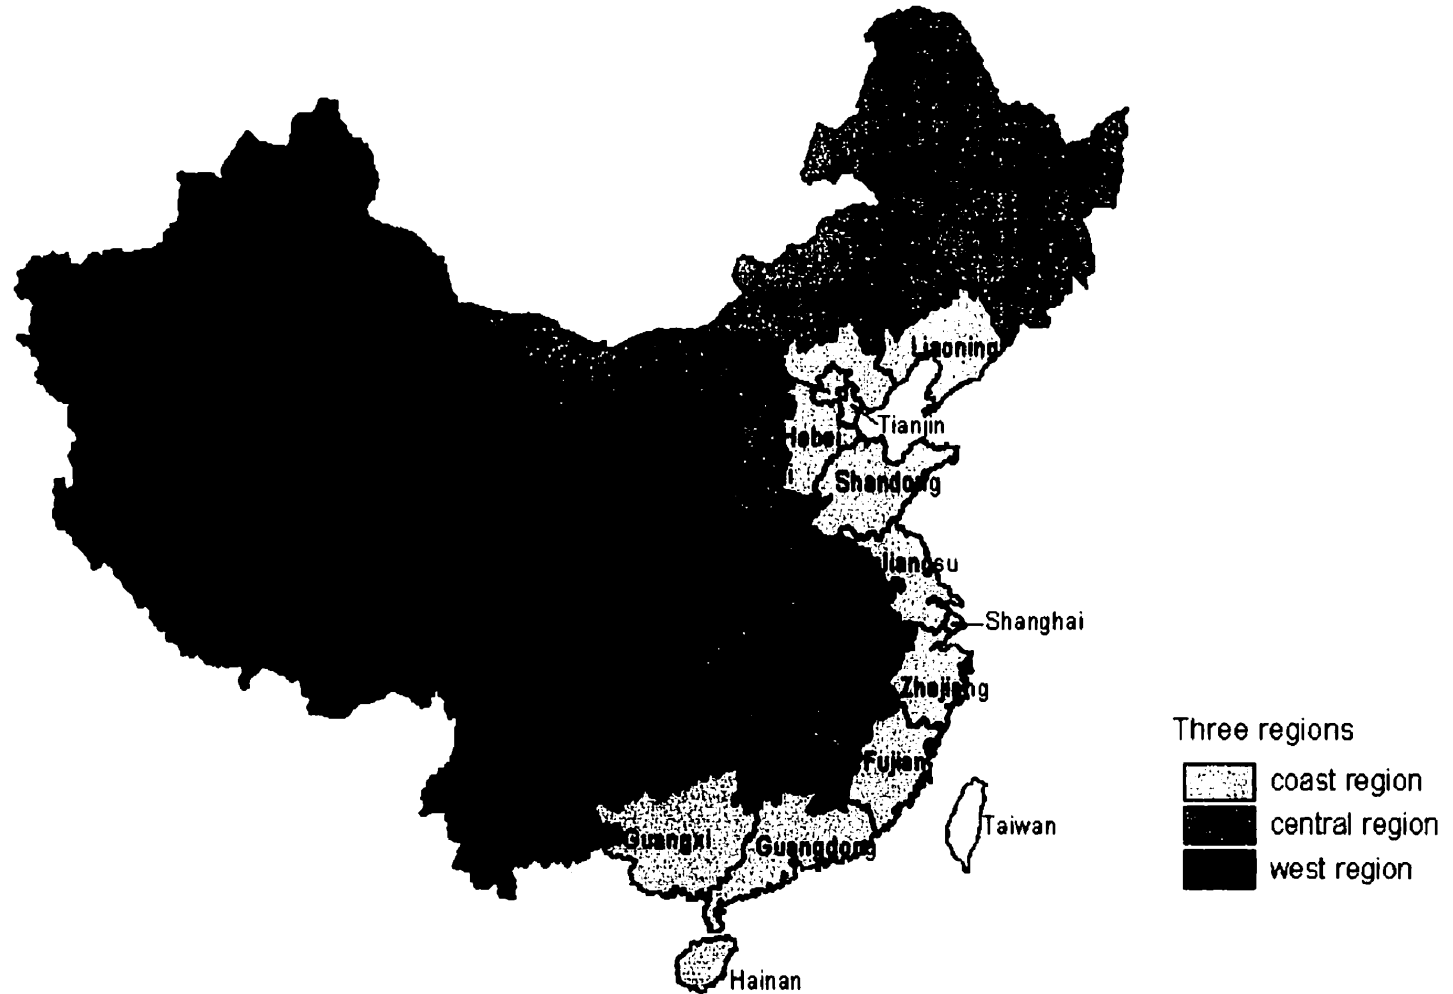 Liaoning
Tianjin
Hebei
Shandong
Jiangsu
Shanghai
Zhejiang
Fujian
Taiwan
Guangxi
Guangdong
Hainan
Three regions
coast region
central region
west region